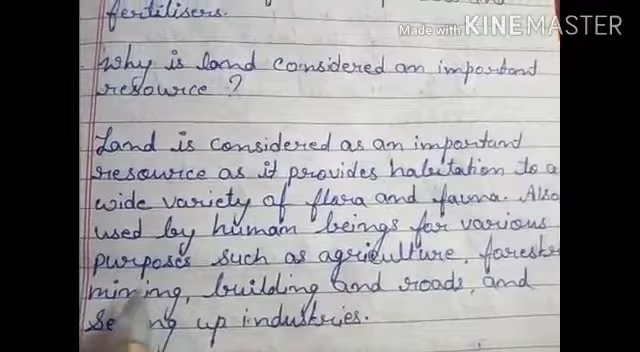 fertilisers.
Made with KINEMASTER
Why is land considered an important
resource ?
Land is considered as an important
resource as it provides habitation to a
wide variety of flora and fauna. Also
used by human beings for various
purposes such as agriculture, forestr
mining, building and roads, and
up industries.